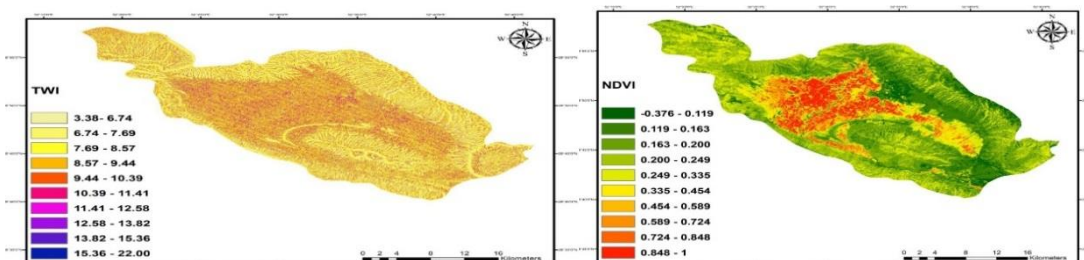 N
W E
S
TWI
3.38- 6.74
6.74 - 7.69
7.69 - 8.57
8.57 - 9.44
9.44 - 10.39
10.39 - 11.41
11.41 - 12.58
12.58 - 13.82
13.82 - 15.36
15.36 - 22.00
0 2 4 8 12 16
Kilometers
N
W E
S
NDVI
-0.376 - 0.119
0.119 - 0.163
0.163 - 0.200
0.200 - 0.249
0.249 - 0.335
0.335 - 0.454
0.454 - 0.589
0.589 - 0.724
0.724 - 0.848
0.848 - 1
0 2 4 8 12 16
Kilometers